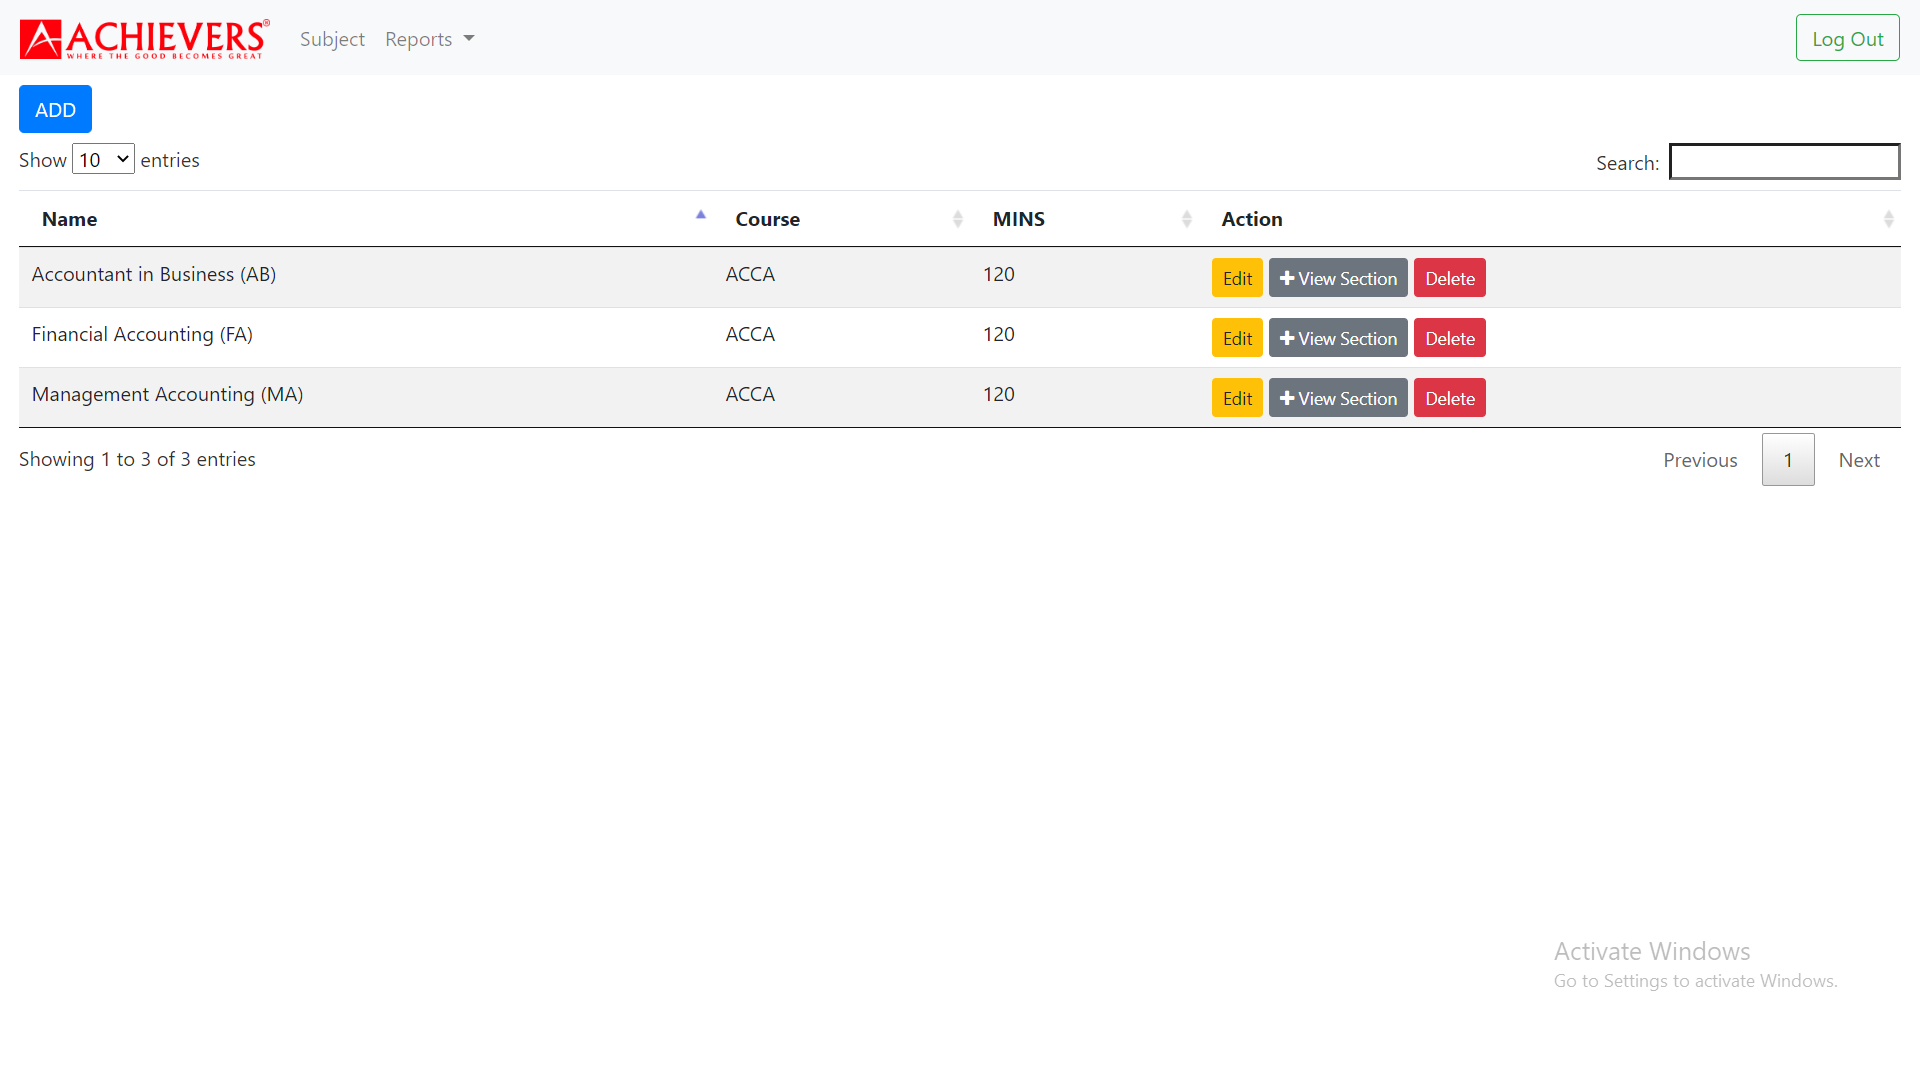 ACHIEVERS®
WHERE THE GOOD BECOMES GREAT
Subject Reports
Log Out
ADD
Show 10 entries
Search:
Name Course MINS Action
Accountant in Business (AB) ACCA 120 Edit View Section Delete
Financial Accounting (FA) ACCA 120 Edit View Section Delete
Management Accounting (MA) ACCA 120 Edit View Section Delete
Showing 1 to 3 of 3 entries
Previous 1 Next
Activate Windows
Go to Settings to activate Windows.